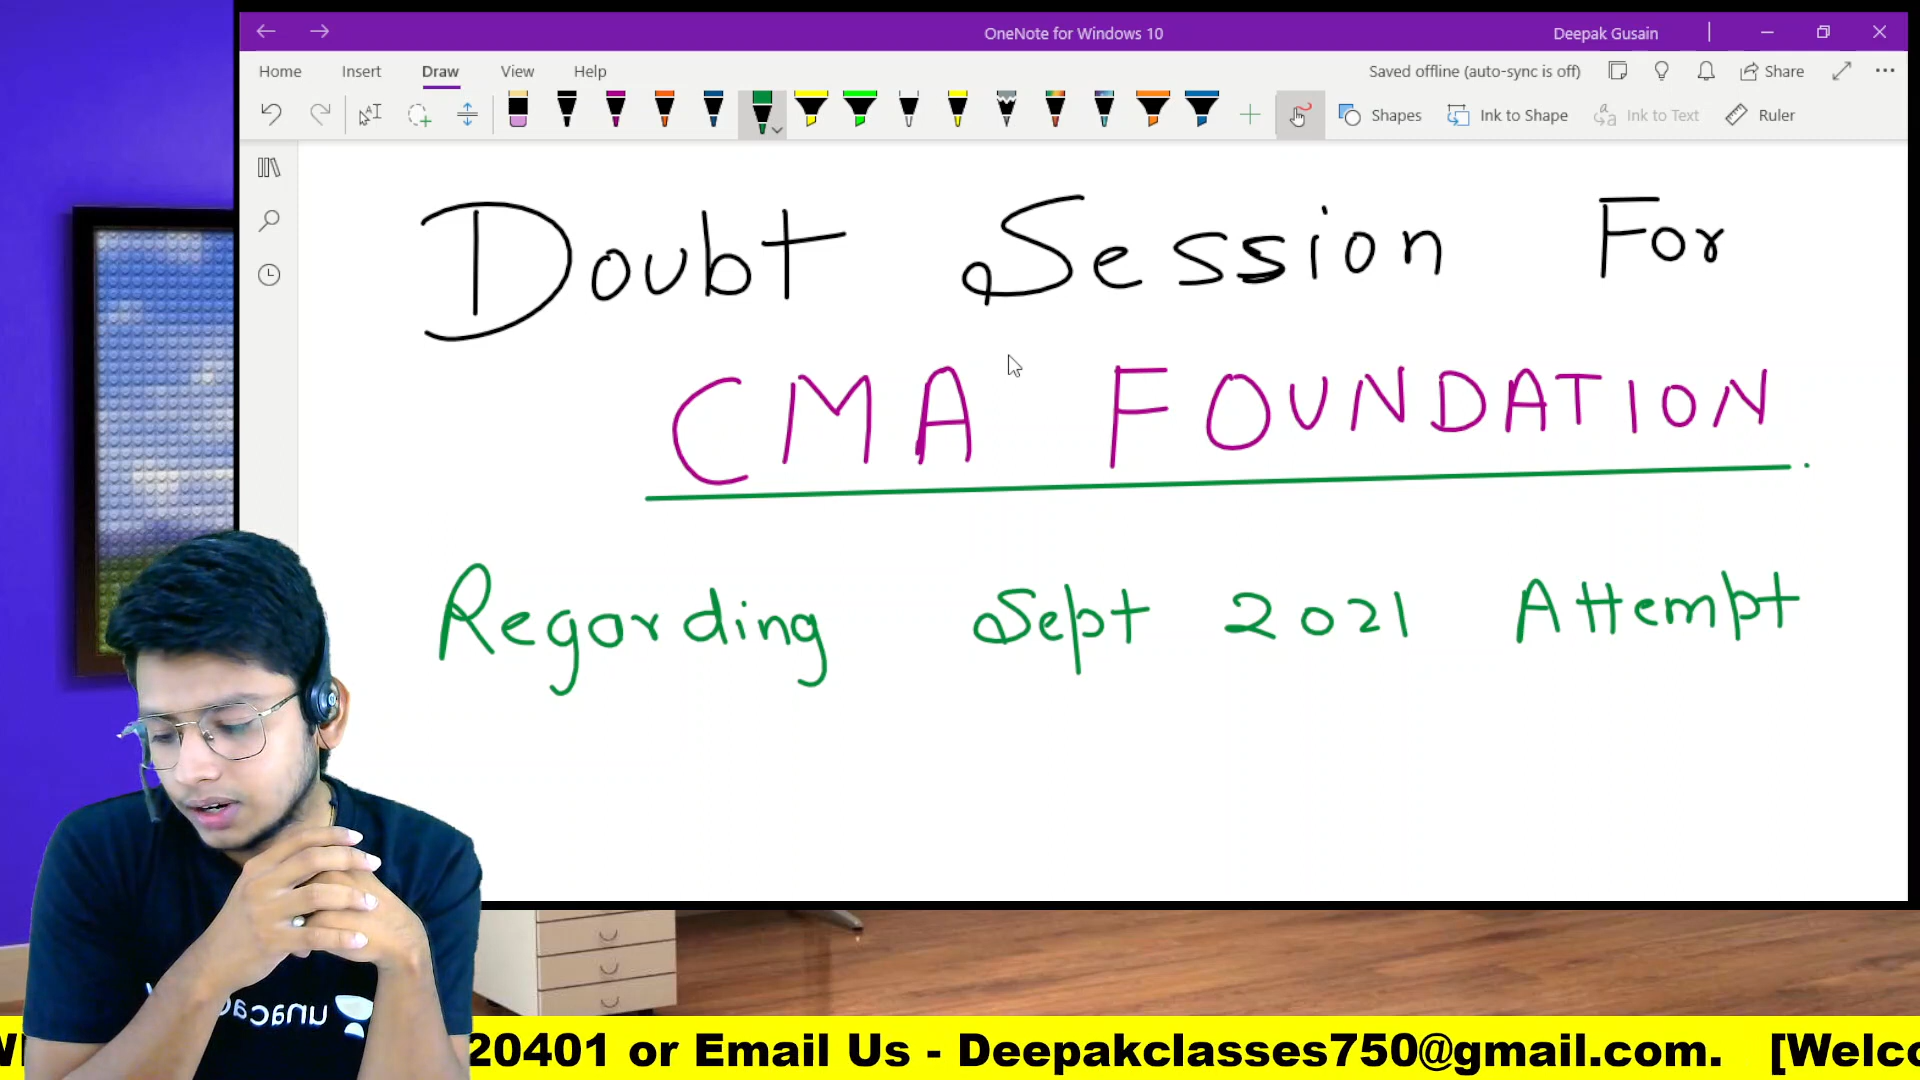 OneNote for Windows 10
Deepak Gusain
Home Insert Draw View Help
Saved offline (auto-sync is off)
Share
Shapes
Ink to Shape
Ink to Text
Ruler
Doubt Session For
CMA FOUNDATION
Regarding Sept 2021 Attempt
20401 or Email Us - Deepakclasses750@gmail.com. [Welco